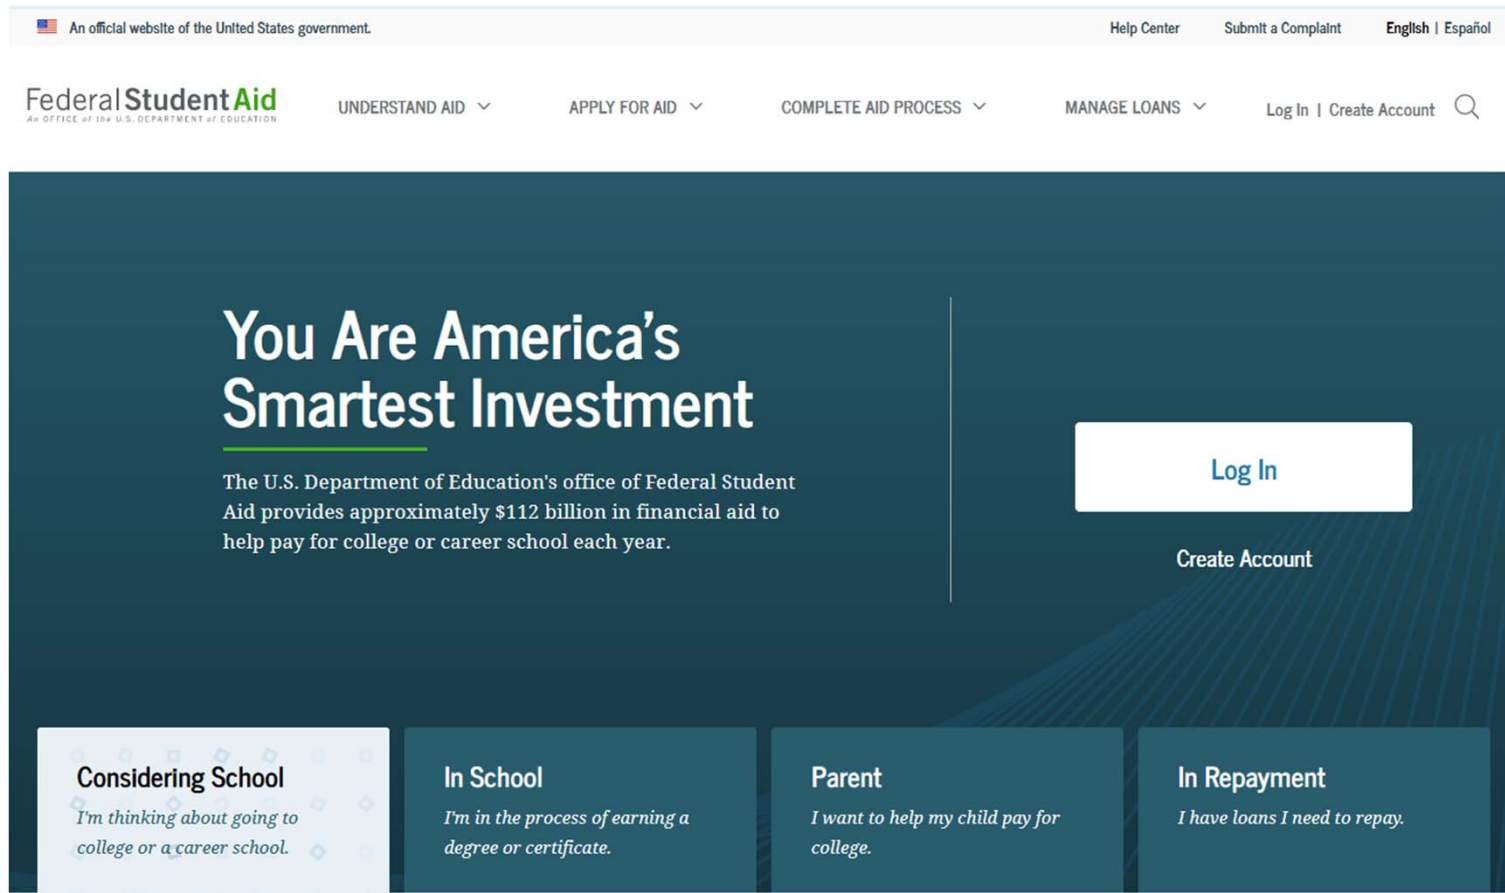 An official website of the United States government.
Help Center
Submit a Complaint
English | Español
Federal Student Aid
An OFFICE of the U.S. DEPARTMENT of EDUCATION
UNDERSTAND AID
APPLY FOR AID
COMPLETE AID PROCESS
MANAGE LOANS
Log In | Create Account
You Are America's
Smartest Investment
The U.S. Department of Education's office of Federal Student
Aid provides approximately $112 billion in financial aid to
help pay for college or career school each year.
Log In
Create Account
Considering School
I'm thinking about going to
college or a career school.
In School
I'm in the process of earning a
degree or certificate.
Parent
I want to help my child pay for
college.
In Repayment
I have loans I need to repay.